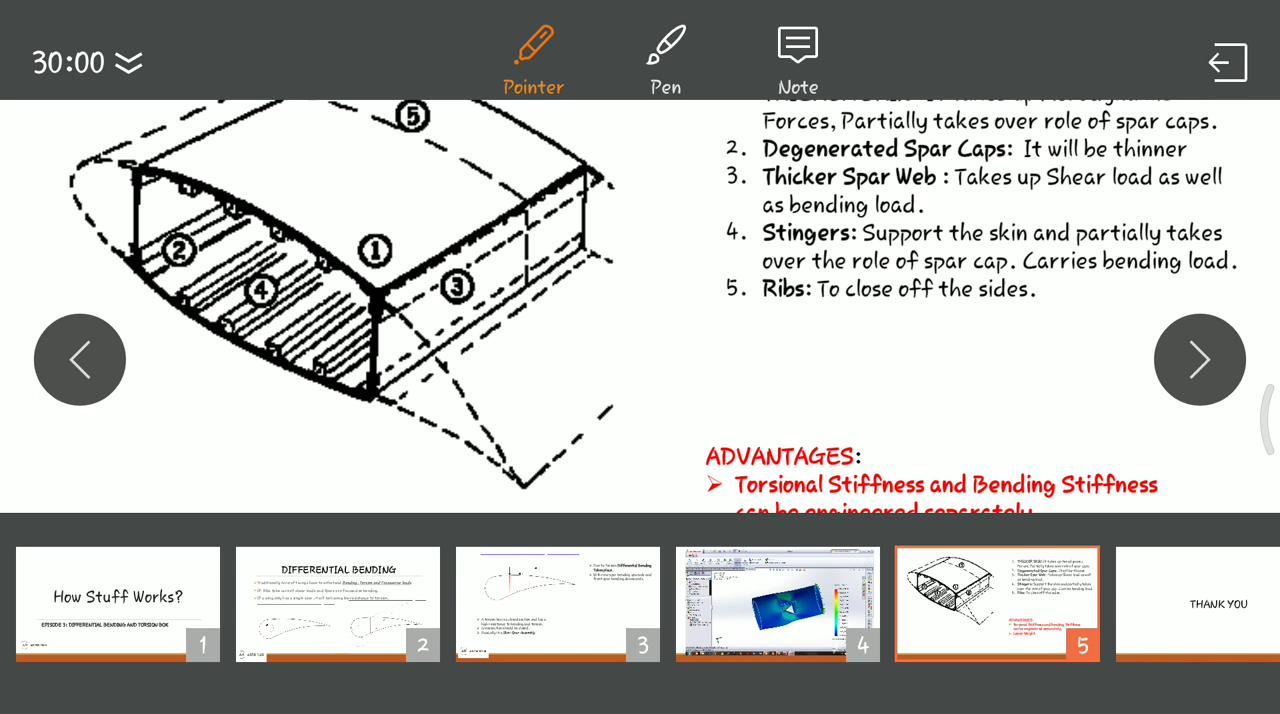 30:00
Pointer
Pen
Note
5
1
2
3
4
Forces, Partially takes over role of spar caps.
2. Degenerated Spar Caps: It will be thinner
3. Thicker Spar Web : Takes up Shear load as well
as bending load.
4. Stingers: Support the skin and partially takes
over the role of spar cap. Carries bending load.
5. Ribs: To close off the sides.
ADVANTAGES:
➢ Torsional Stiffness and Bending Stiffness
can be engineered separately
How Stuff Works?
EPISODE 3: DIFFERENTIAL BENDING AND TORSION BOX
1
DIFFERENTIAL BENDING
2
3
4
5
THANK YOU